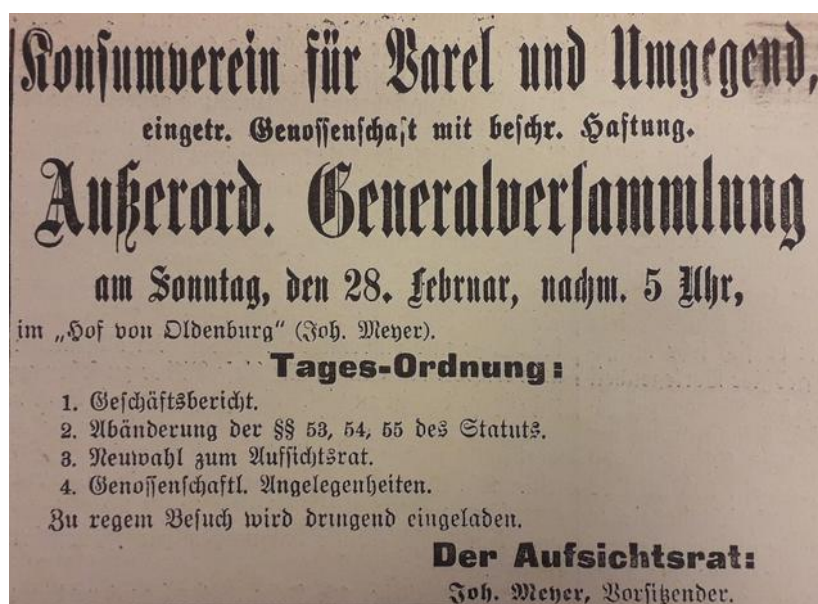 Konsumverein für Varel und Umgegend,
eingetr. Genossenschaft mit beschr. Haftung.
Außerord. Generalversammlung
am Sonntag, den 28. Februar, nachm. 5 Uhr,
im „Hof von Oldenburg“ (Joh. Meyer).
Tages-Ordnung:
1. Geschäftsbericht.
2. Abänderung der §§ 53, 54, 55 des Statuts.
3. Neuwahl zum Aufsichtsrat.
4. Genossenschaftl. Angelegenheiten.
Zu regem Besuch wird dringend eingeladen.
Der Aufsichtsrat:
Joh. Meyer, Vorsitzender.